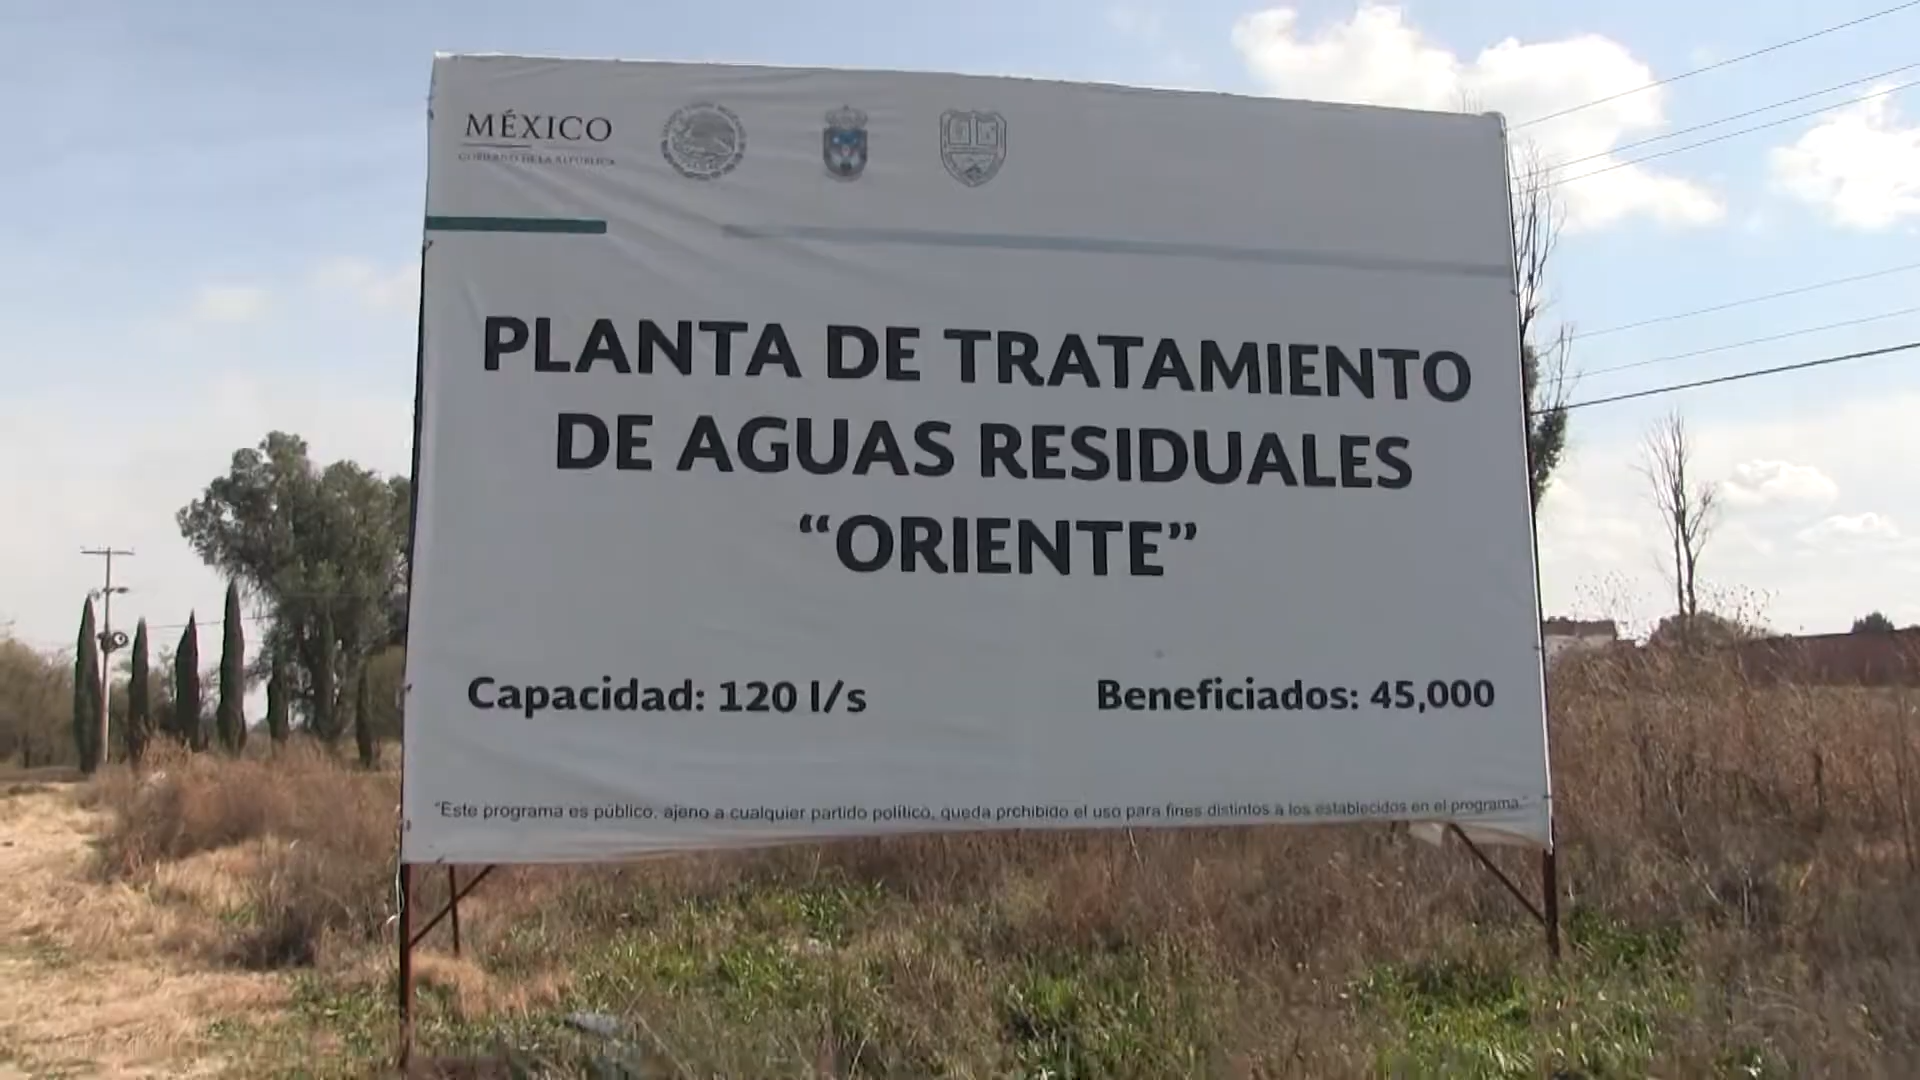 MÉXICO
GOBIERNO DE LA REPÚBLICA
PLANTA DE TRATAMIENTO
DE AGUAS RESIDUALES
“ORIENTE”
Capacidad: 120 l/s
Beneficiados: 45,000
"Este programa es público, ajeno a cualquier partido político, queda prohibido el uso para fines distintos a los establecidos en el programa."